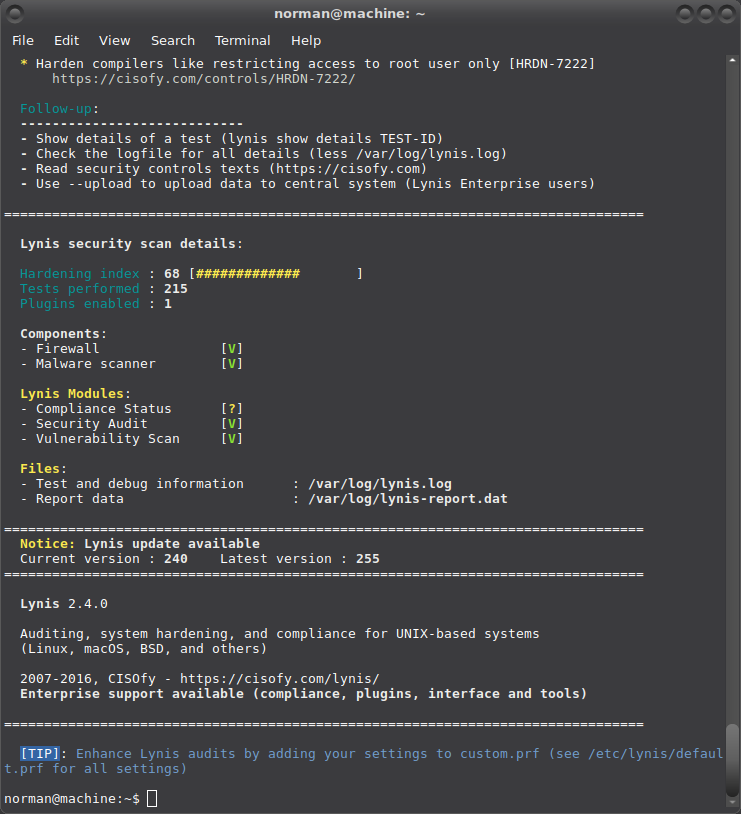 norman@machine: ~
File Edit View Search Terminal Help
* Harden compilers like restricting access to root user only [HRDN-7222]
https://cisofy.com/controls/HRDN-7222/
Follow-up:
----------------------------
- Show details of a test (lynis show details TEST-ID)
- Check the logfile for all details (less /var/log/lynis.log)
- Read security controls texts (https://cisofy.com)
- Use --upload to upload data to central system (Lynis Enterprise users)
================================================================================
Lynis security scan details:
Hardening index : 68 [############# ]
Tests performed : 215
Plugins enabled : 1
Components:
- Firewall [V]
- Malware scanner [V]
Lynis Modules:
- Compliance Status [?]
- Security Audit [V]
- Vulnerability Scan [V]
Files:
- Test and debug information : /var/log/lynis.log
- Report data : /var/log/lynis-report.dat
================================================================================
Notice: Lynis update available
Current version : 240 Latest version : 255
================================================================================
Lynis 2.4.0
Auditing, system hardening, and compliance for UNIX-based systems
(Linux, macOS, BSD, and others)
2007-2016, CISOfy - https://cisofy.com/lynis/
Enterprise support available (compliance, plugins, interface and tools)
================================================================================
[TIP]: Enhance Lynis audits by adding your settings to custom.prf (see /etc/lynis/defaul
t.prf for all settings)
norman@machine:~$